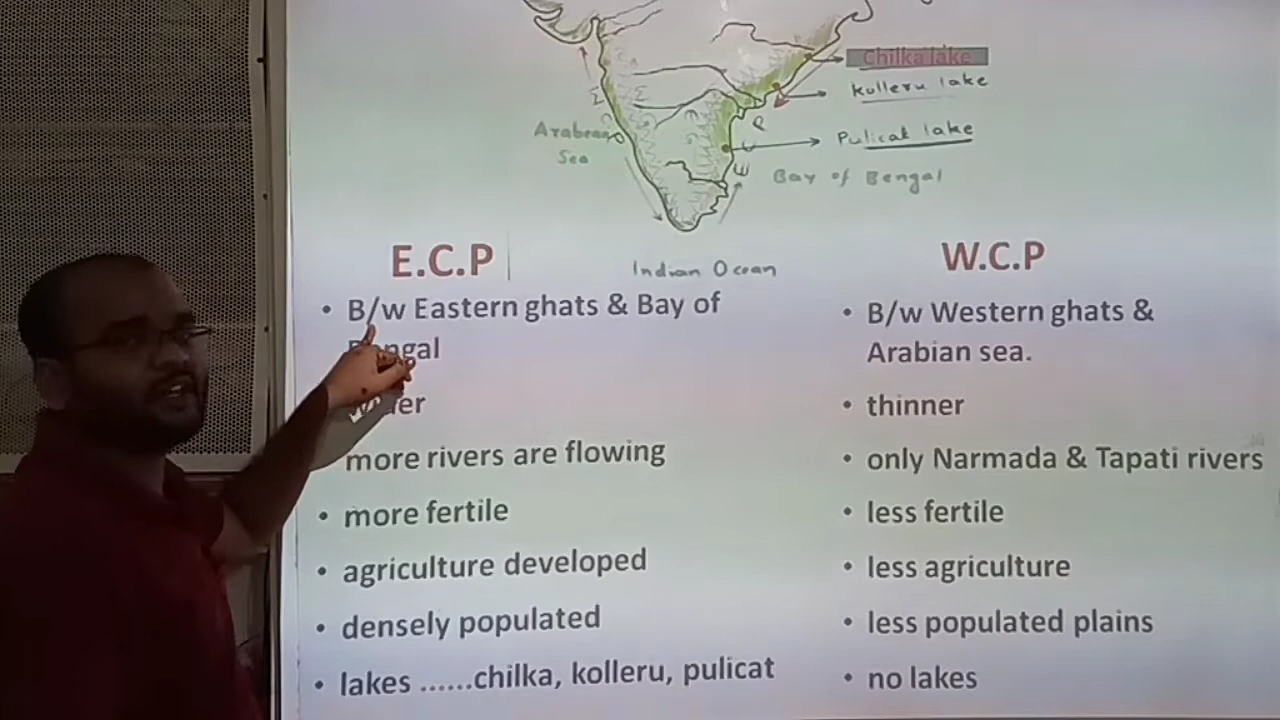 Chilka lake
Kolleru lake
Arabean
Sea
Pulicat lake
Bay of Bengal
Indian Ocean
E.C.P
• B/w Eastern ghats & Bay of
more rivers are flowing
• more fertile
• agriculture developed
• densely populated
• lakes ......chilka, kolleru, pulicat
W.C.P
• B/w Western ghats &
Arabian sea.
• thinner
• only Narmada & Tapati rivers
• less fertile
• less agriculture
• less populated plains
• no lakes